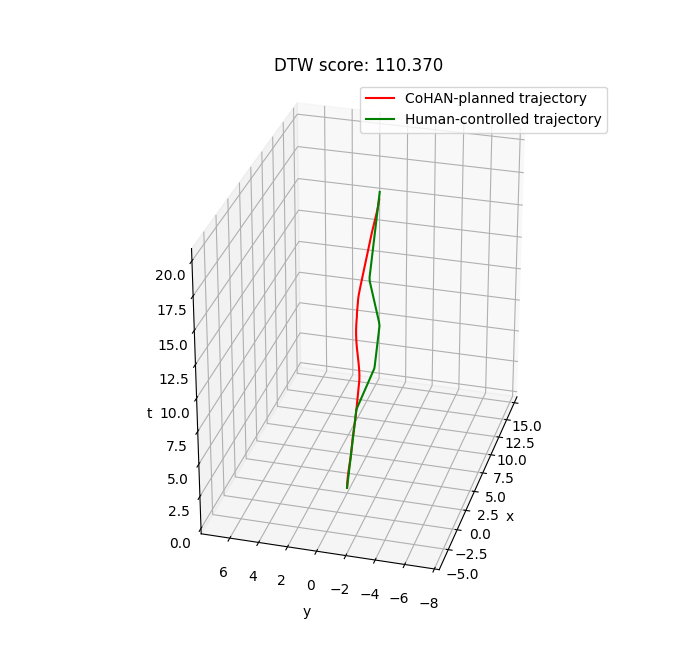 DTW score: 110.370
CoHAN-planned trajectory
Human-controlled trajectory
20.0
17.5
15.0
12.5
t 10.0
7.5
5.0
2.5
0.0
15.0
12.5
10.0
7.5
5.0
2.5 x
0.0
−2.5
−5.0
6 4 2 0 −2 −4 −6 −8
y